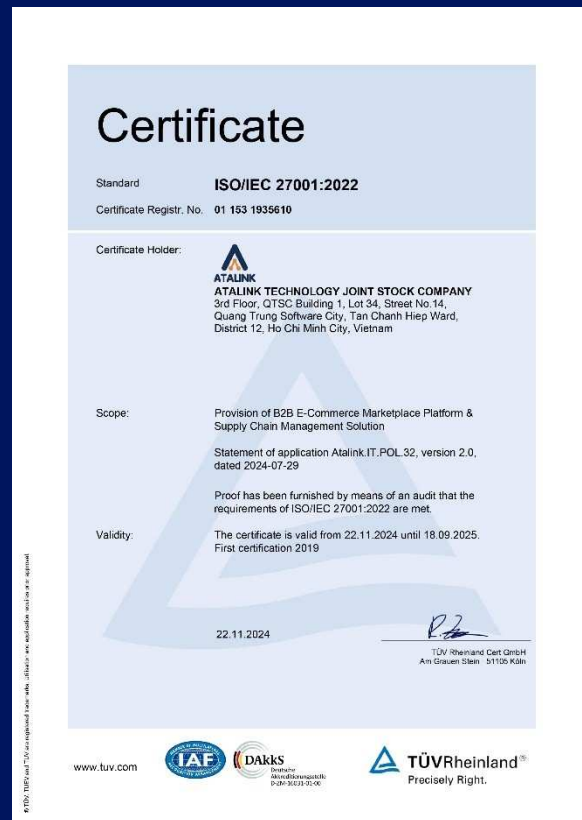 Certificate
Standard ISO/IEC 27001:2022
Certificate Registr. No. 01 153 1935610
Certificate Holder:
ATALINK
ATALINK TECHNOLOGY JOINT STOCK COMPANY
3rd Floor, QTSC Building 1, Lot 34, Street No.14,
Quang Trung Software City, Tan Chanh Hiep Ward,
District 12, Ho Chi Minh City, Vietnam
Scope: Provision of B2B E-Commerce Marketplace Platform &
Supply Chain Management Solution
Statement of application Atalink.IT.POL.32, version 2.0,
dated 2024-07-29
Proof has been furnished by means of an audit that the
requirements of ISO/IEC 27001:2022 are met.
Validity: The certificate is valid from 22.11.2024 until 18.09.2025.
First certification 2019
22.11.2024
TÜV Rheinland Cert GmbH
Am Grauen Stein 51105 Köln
www.tuv.com
IAF
DAkkS
Deutsche
Akkreditierungsstelle
TÜVRheinland®
Precisely Right.